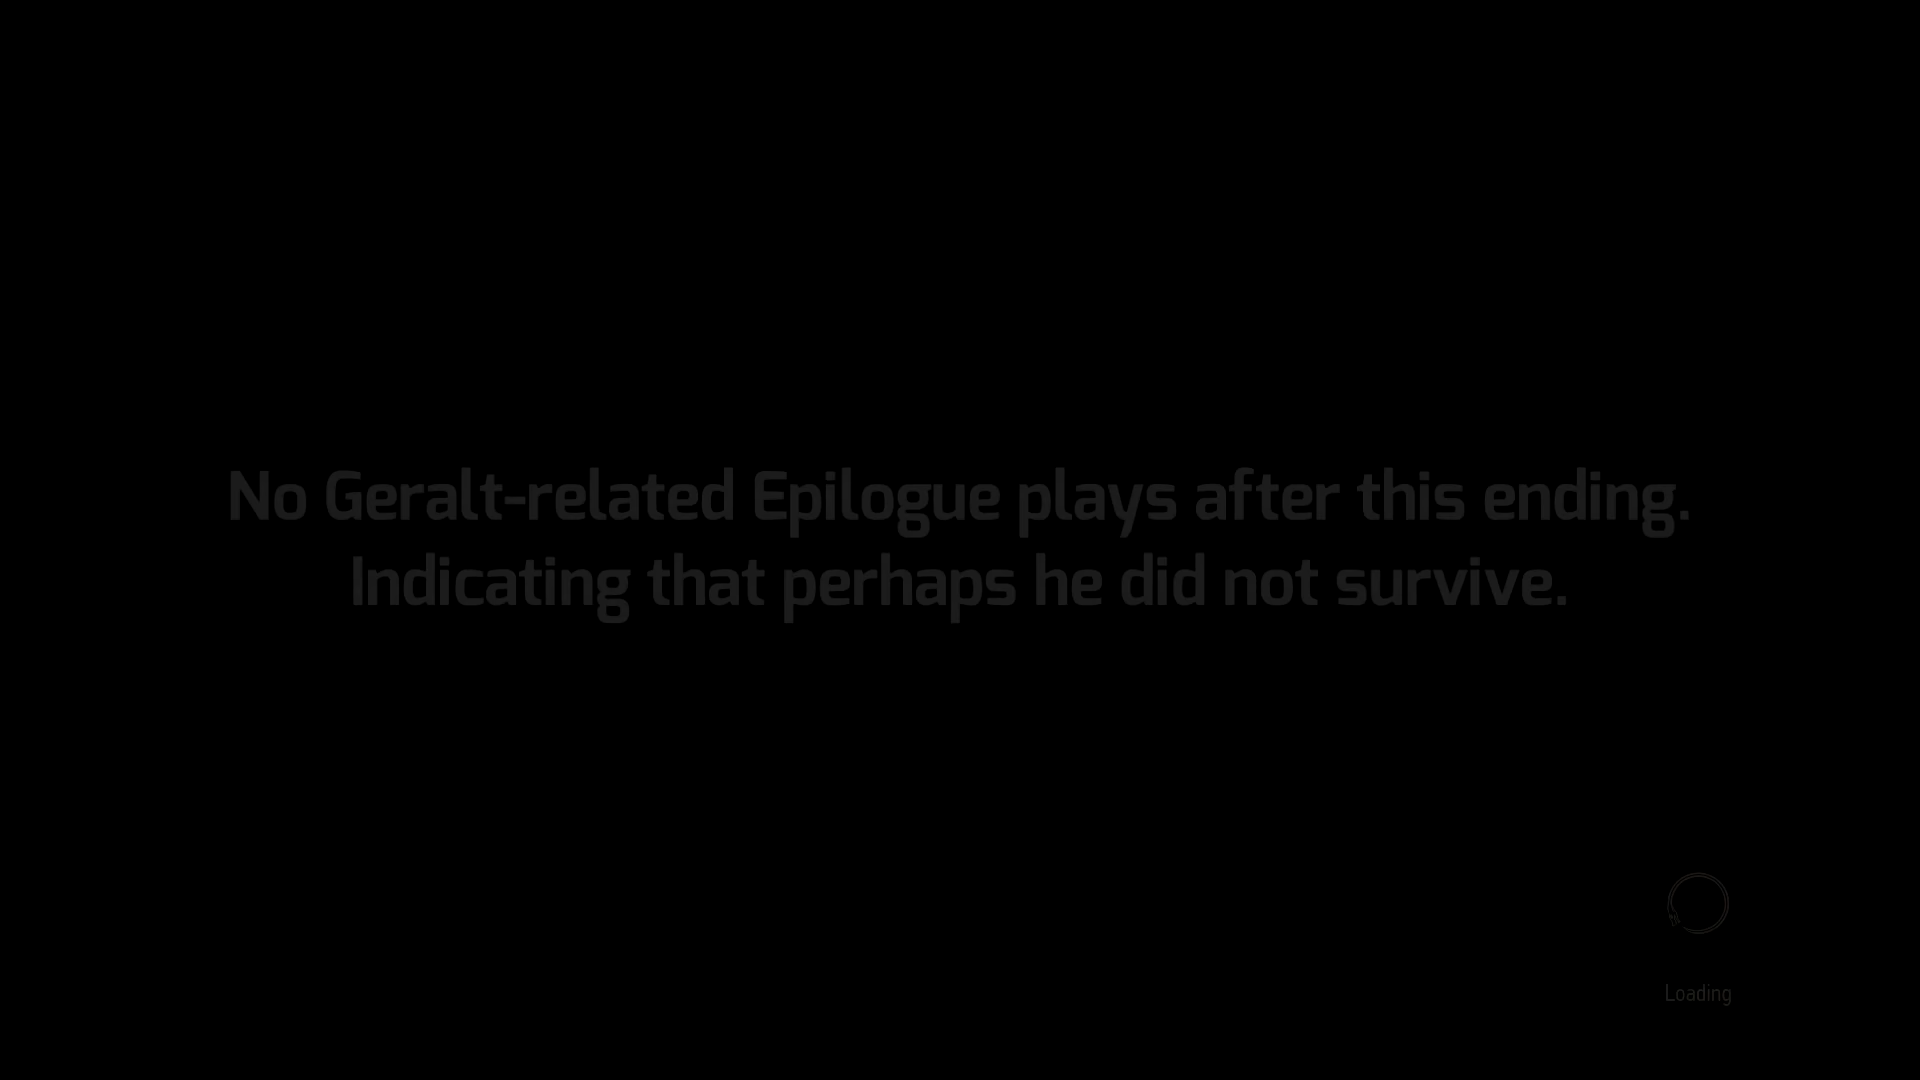 No Geralt-related Epilogue plays after this ending.
Indicating that perhaps he did not survive.
Loading